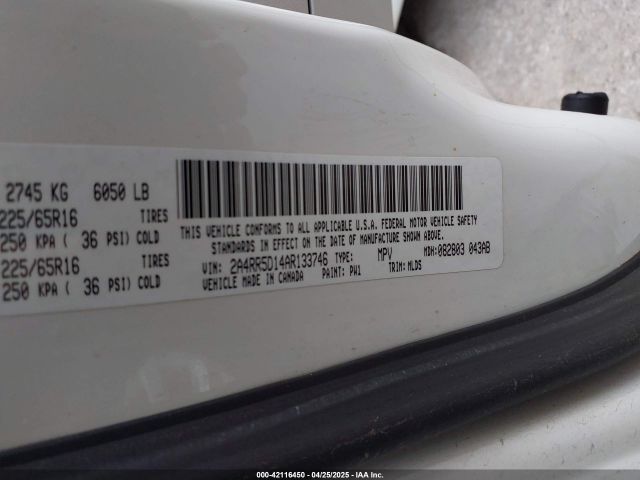 2745 KG 6050 LB
225/65R16 TIRES
250 KPA ( 36 PSI) COLD
225/65R16 TIRES
250 KPA ( 36 PSI) COLD
THIS VEHICLE CONFORMS TO ALL APPLICABLE U.S.A. FEDERAL MOTOR VEHICLE SAFETY
STANDARDS IN EFFECT ON THE DATE OF MANUFACTURE SHOWN ABOVE.
VIN: 2A4RR5D14AR133746 TYPE: MPV MDH: 082803 043AB
VEHICLE MADE IN CANADA PAINT: PW1 TRIM: MLDS
000-42116450 - 04/25/2025 - IAA Inc.